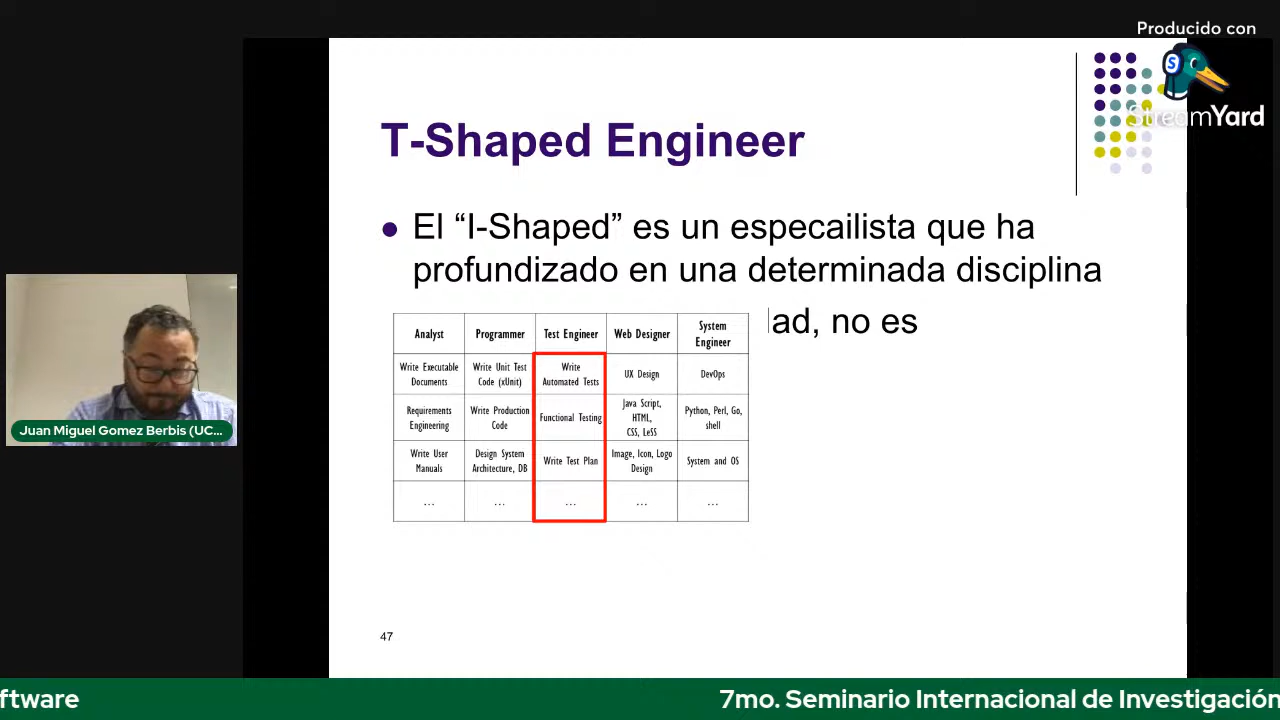 Producido con
StreamYard
T-Shaped Engineer
El “I-Shaped” es un especailista que ha
profundizado en una determinada disciplina
ad, no es
Analyst Programmer Test Engineer Web Designer System Engineer
Write Executable Documents Write Unit Test Code (xUnit) Write Automated Tests UX Design DevOps
Requirements Engineering Write Production Code Functional Testing Java Script, HTML, CSS, LeSS Python, Perl, Go, shell
Write User Manuals Design System Architecture, DB Write Test Plan Image, Icon, Logo Design System and OS
... ... ... ... ...
47
Juan Miguel Gomez Berbis (UC...
ftware
7mo. Seminario Internacional de Investigación